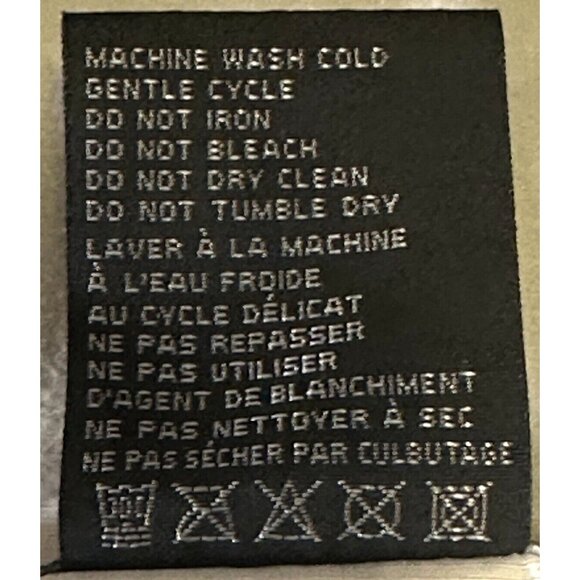 MACHINE WASH COLD
GENTLE CYCLE
DO NOT IRON
DO NOT BLEACH
DO NOT DRY CLEAN
DO NOT TUMBLE DRY
LAVER À LA MACHINE
À L'EAU FROIDE
AU CYCLE DÉLICAT
NE PAS REPASSER
NE PAS UTILISER
D'AGENT DE BLANCHIMENT
NE PAS NETTOYER À SEC
NE PAS SÉCHER PAR CULBUTAGE